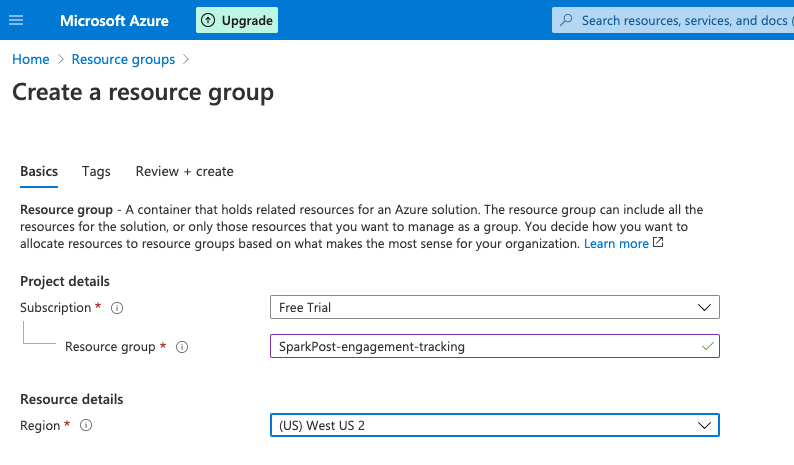 Microsoft Azure
Upgrade
Search resources, services, and docs (
Home > Resource groups >
Create a resource group
Basics Tags Review + create
Resource group - A container that holds related resources for an Azure solution. The resource group can include all the
resources for the solution, or only those resources that you want to manage as a group. You decide how you want to
allocate resources to resource groups based on what makes the most sense for your organization. Learn more
Project details
Subscription * Free Trial
Resource group * SparkPost-engagement-tracking
Resource details
Region * (US) West US 2